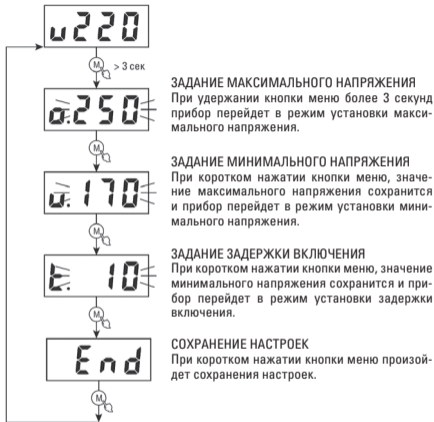 u220
M
> 3 сек
ЗАДАНИЕ МАКСИМАЛЬНОГО НАПРЯЖЕНИЯ
При удержании кнопки меню более 3 секунд
прибор перейдет в режим установки макси-
мального напряжения.
o.250
M
ЗАДАНИЕ МИНИМАЛЬНОГО НАПРЯЖЕНИЯ
При коротком нажатии кнопки меню, значе-
ние максимального напряжения сохранится
и прибор перейдет в режим установки мини-
мального напряжения.
u.170
M
ЗАДАНИЕ ЗАДЕРЖКИ ВКЛЮЧЕНИЯ
При коротком нажатии кнопки меню, значение
минимального напряжения сохранится и при-
бор перейдет в режим установки задержки
включения.
t. 10
M
СОХРАНЕНИЕ НАСТРОЕК
При коротком нажатии кнопки меню произой-
дет сохранения настроек.
End
M